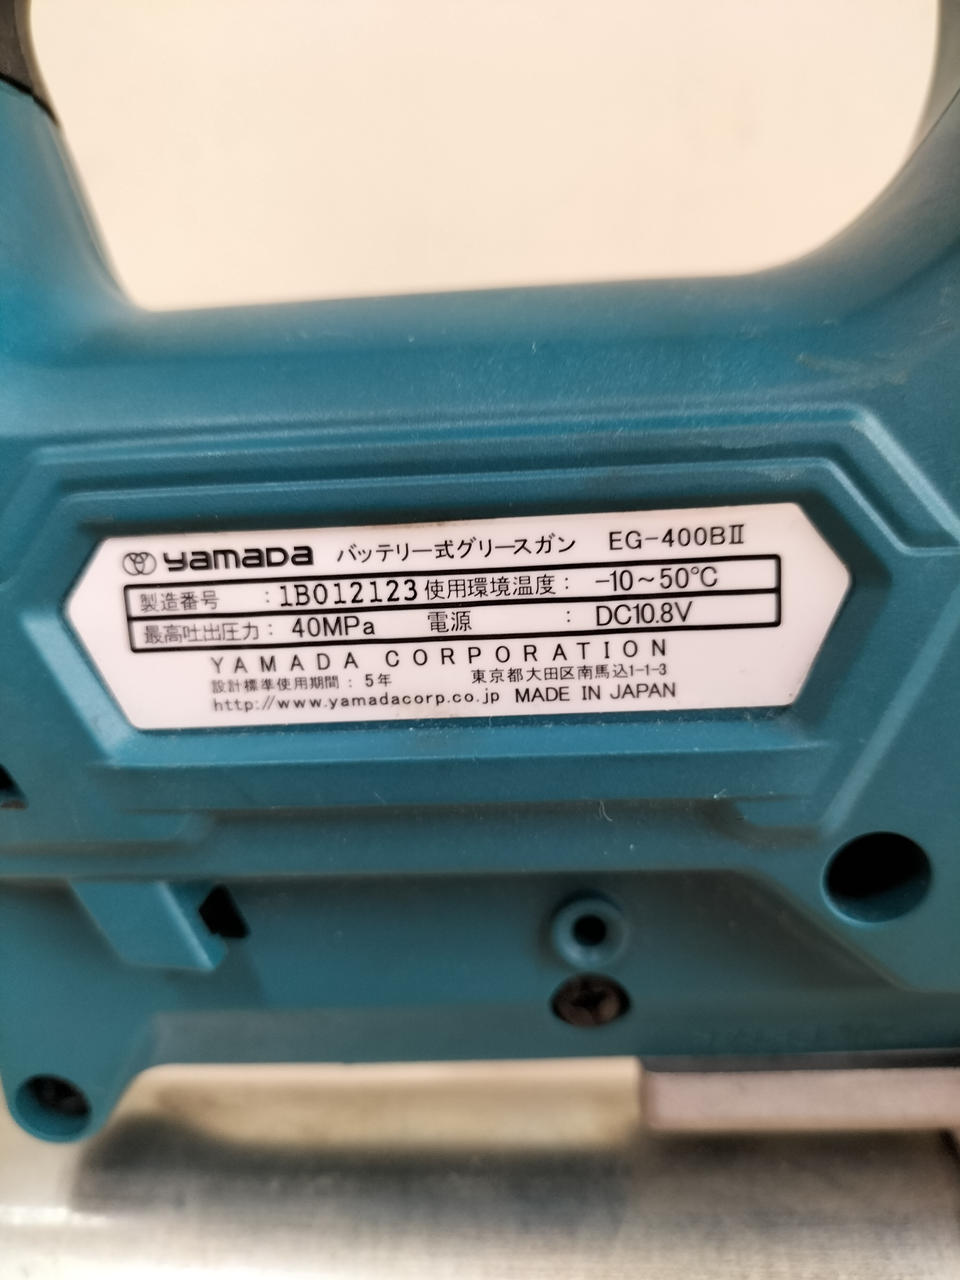 yamada バッテリー式グリースガン EG-400BⅡ
製造番号 : 1B012123 使用環境温度 : -10～50℃
最高吐出圧力 : 40MPa 電源 : DC10.8V
YAMADA CORPORATION
設計標準使用期間 : 5年 東京都大田区南馬込1-1-3
http://www.yamadacorp.co.jp MADE IN JAPAN